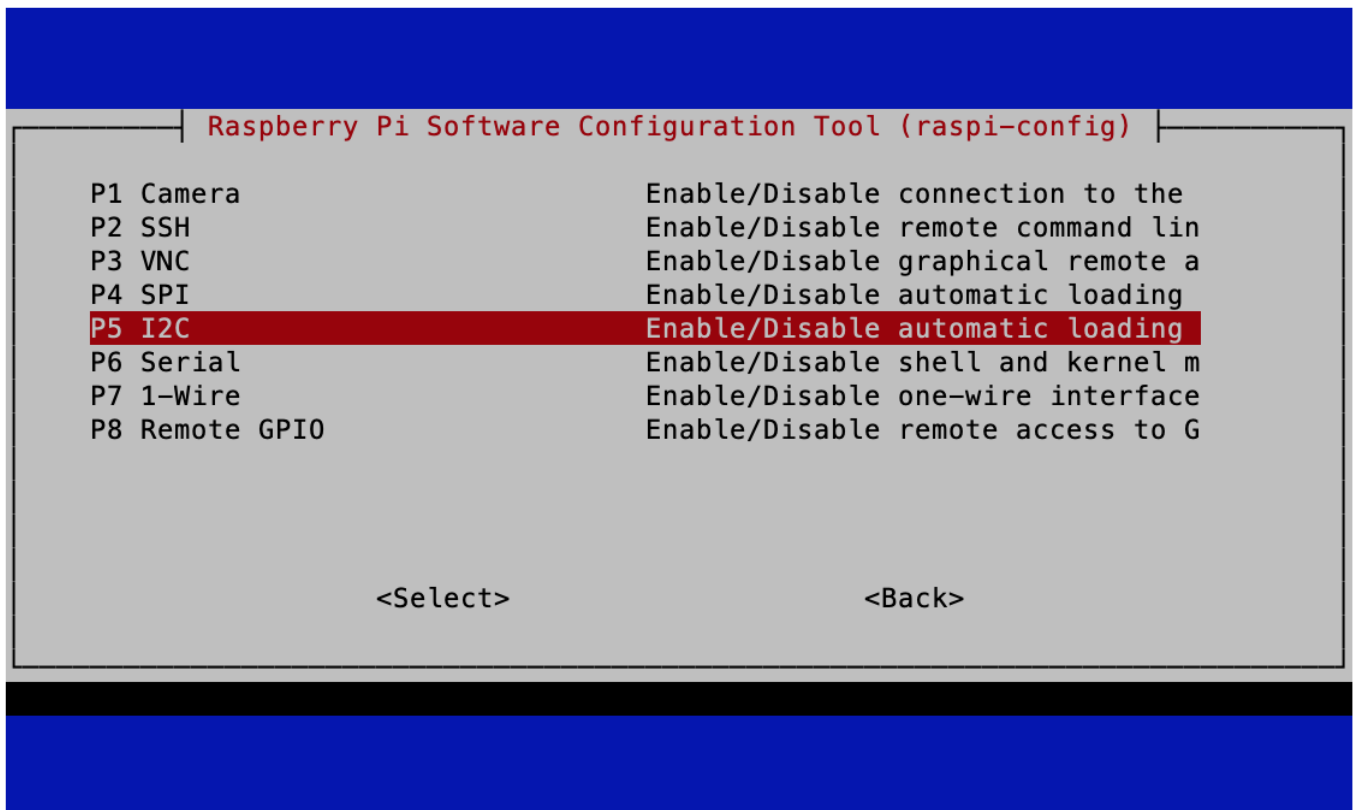 Raspberry Pi Software Configuration Tool (raspi-config)
P1 Camera Enable/Disable connection to the
P2 SSH Enable/Disable remote command lin
P3 VNC Enable/Disable graphical remote a
P4 SPI Enable/Disable automatic loading
P5 I2C Enable/Disable automatic loading
P6 Serial Enable/Disable shell and kernel m
P7 1-Wire Enable/Disable one-wire interface
P8 Remote GPIO Enable/Disable remote access to G
<Select> <Back>